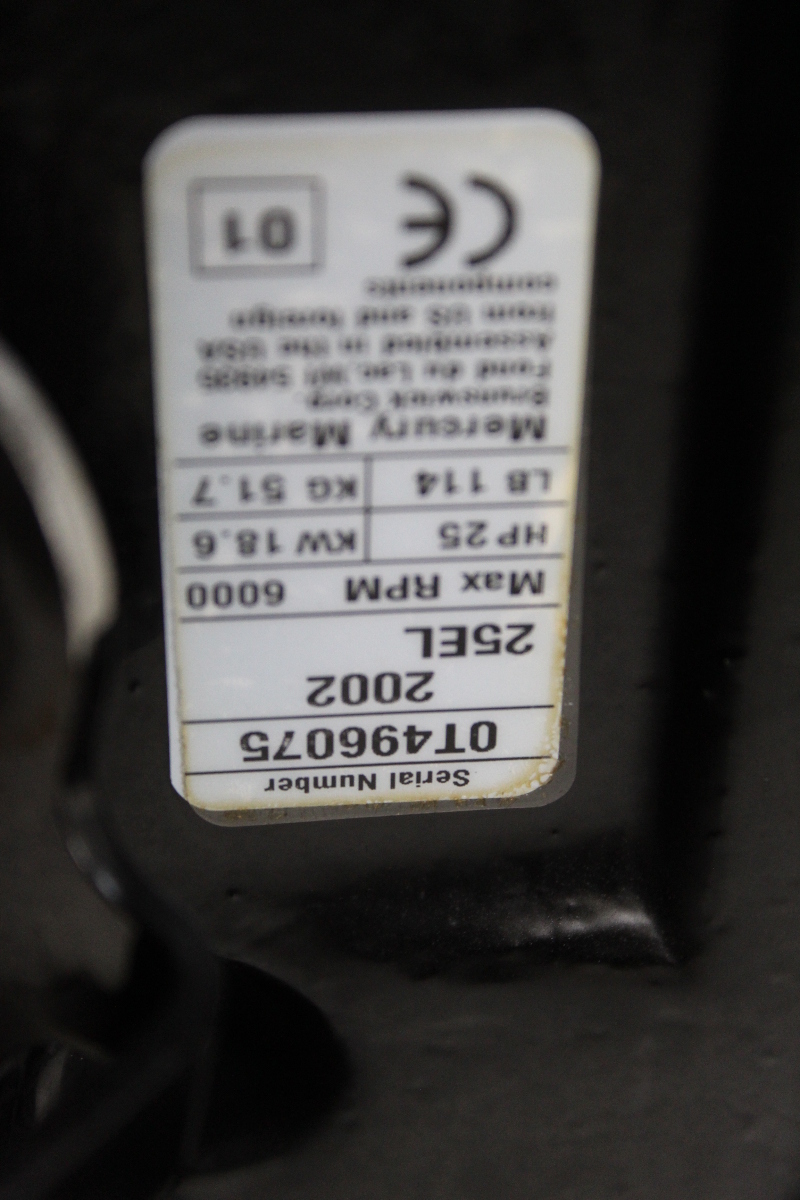 Serial Number
0T496075
2002
25EL
Max RPM 6000
HP 25 KW 18.6
LB 114 KG 51.7
Mercury Marine
Brunswick Corp.
Fond du Lac, WI 54935
Assembled in the USA
from US and foreign
components
CE 01